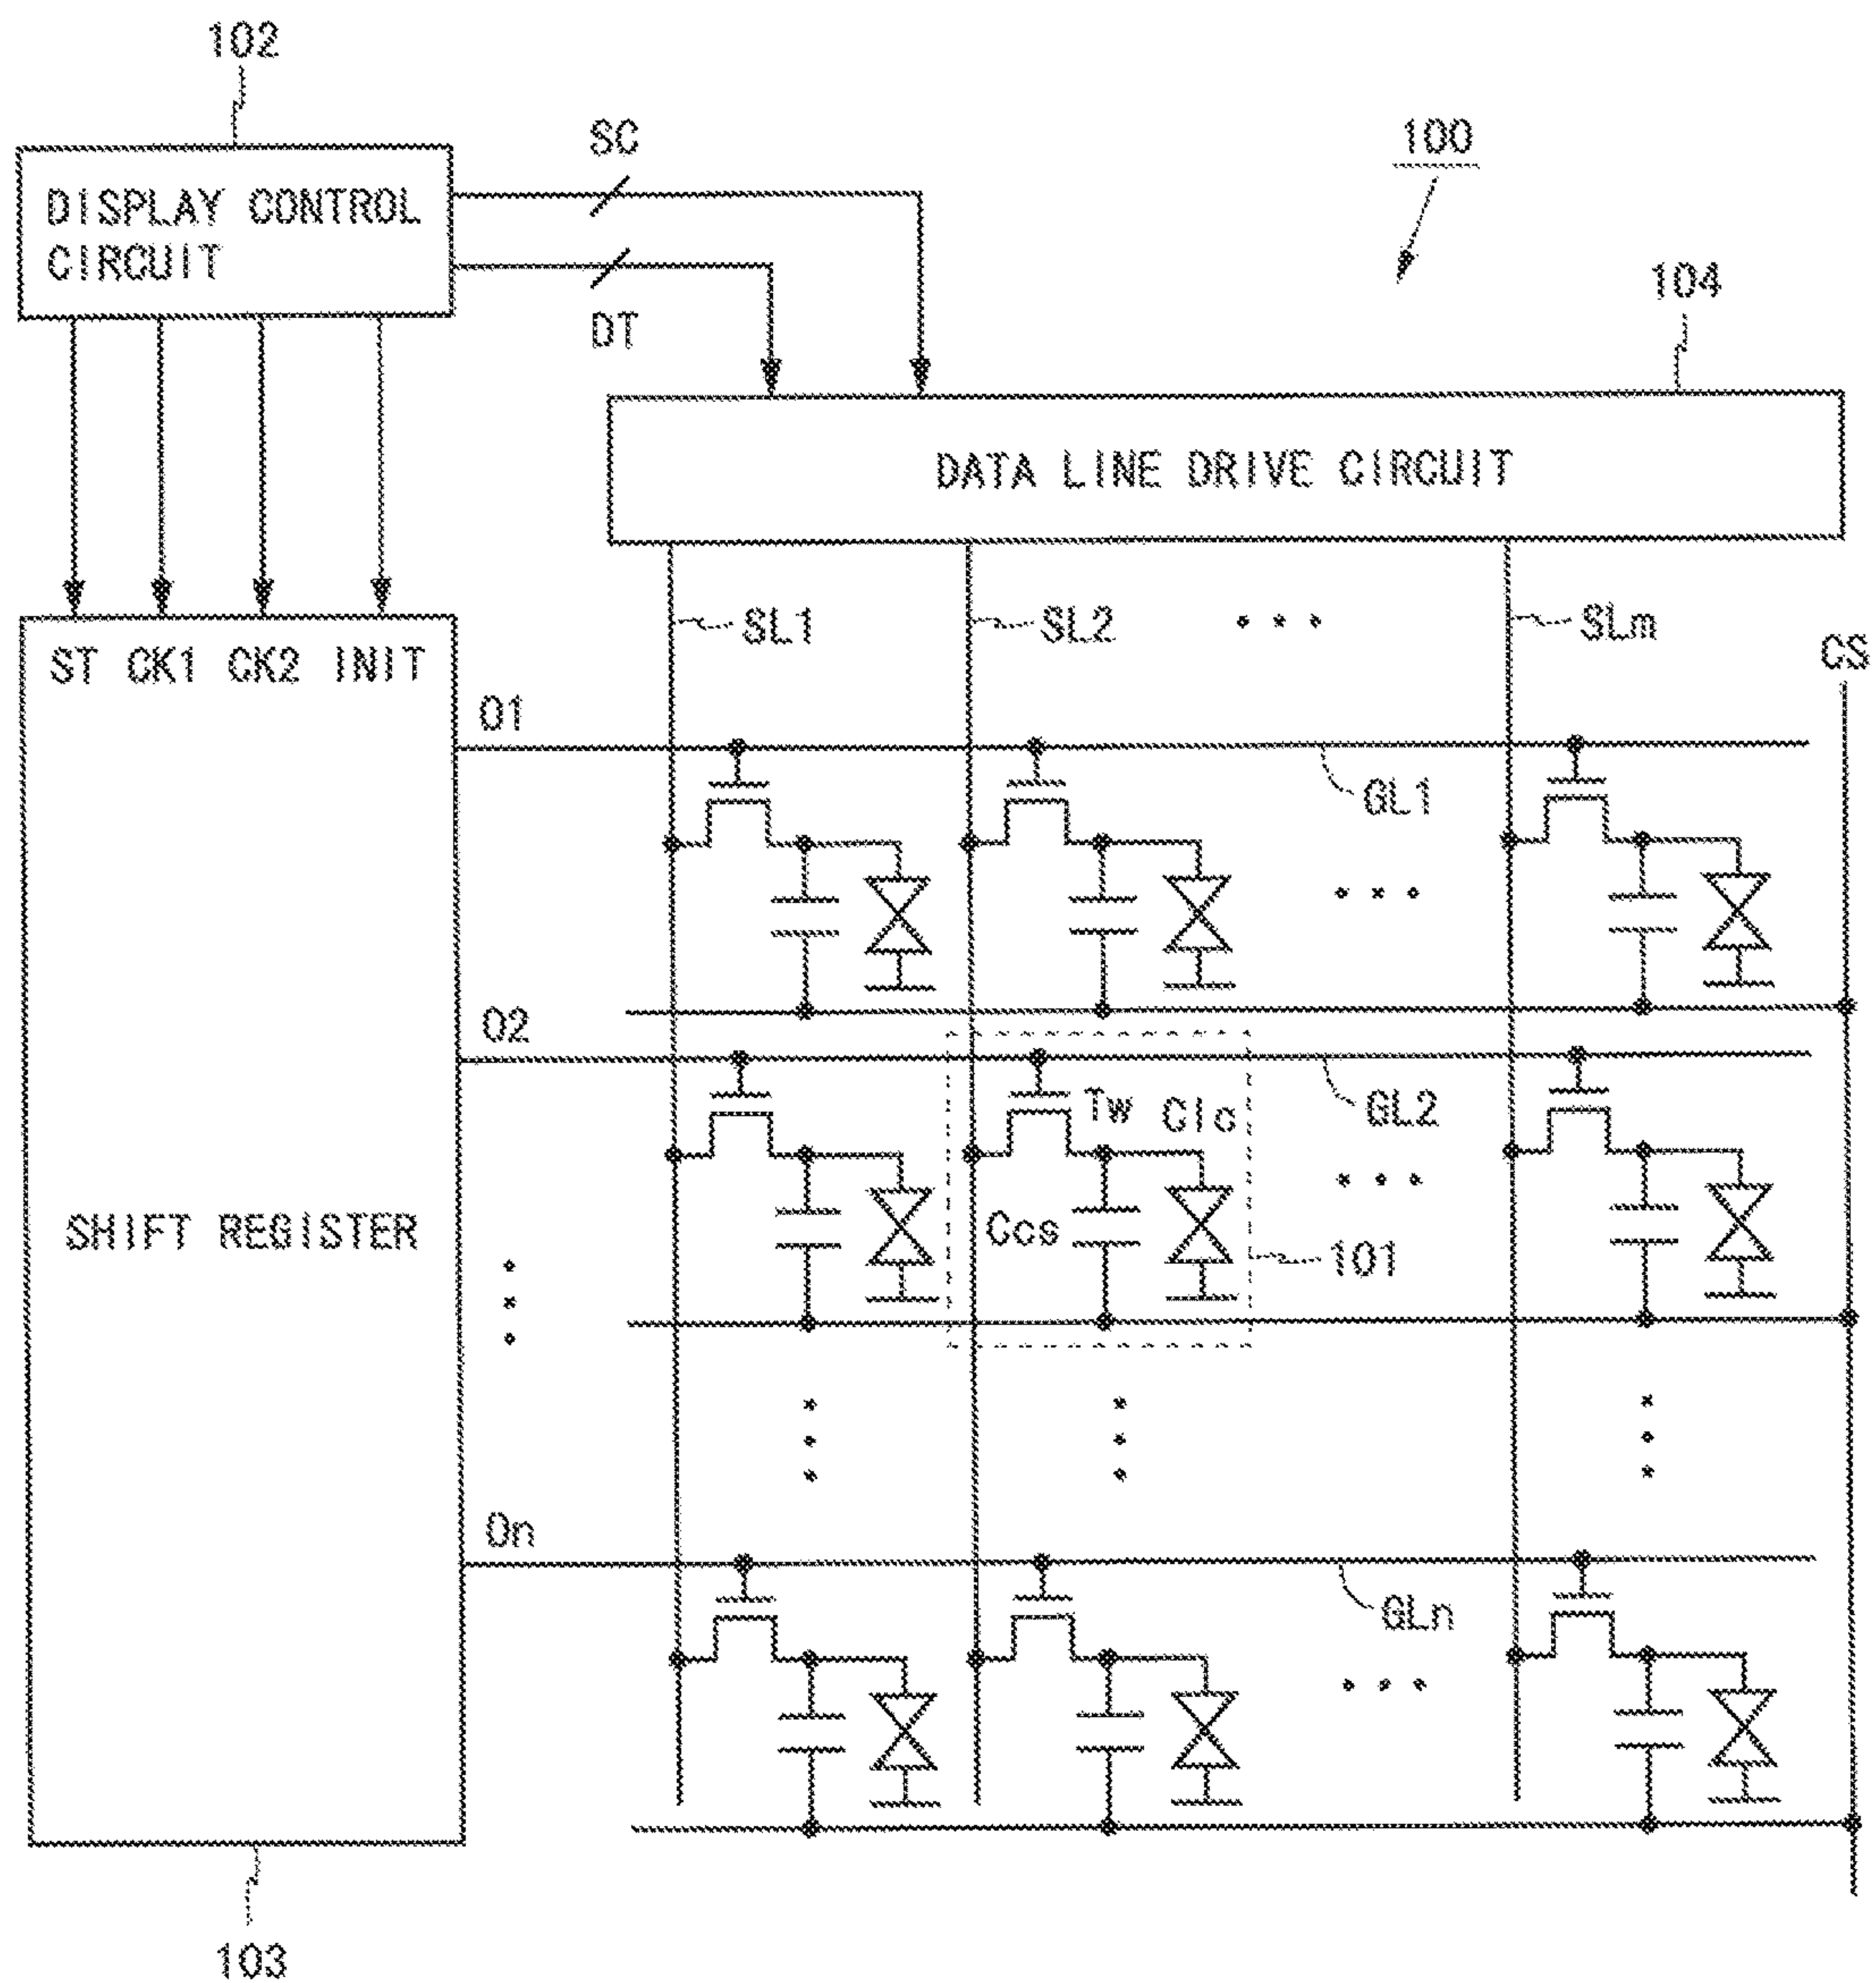 102
SC
100
DISPLAY CONTROL
CIRCUIT
DT
104
DATA LINE DRIVE CIRCUIT
SL1
SL2
SLm
CS
ST CK1 CK2 INIT
O1
GL1
O2
Tw
Clc
GL2
Ccs
101
SHIFT REGISTER
On
GLn
103